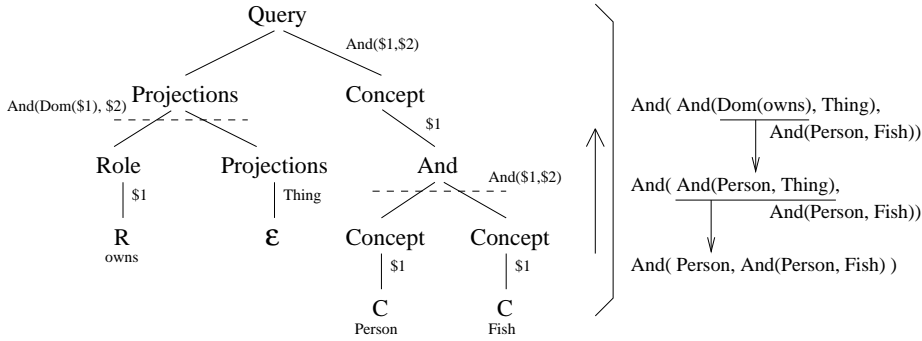 Query
And($1,$2)
And(Dom($1), $2)
Projections
Concept
$1
Role
Projections
And
$1
Thing
And($1,$2)
R
owns
ε
Concept
Concept
$1
$1
C
Person
C
Fish
And( And(Dom(owns), Thing),
And(Person, Fish))
And( And(Person, Thing),
And(Person, Fish))
And( Person, And(Person, Fish) )